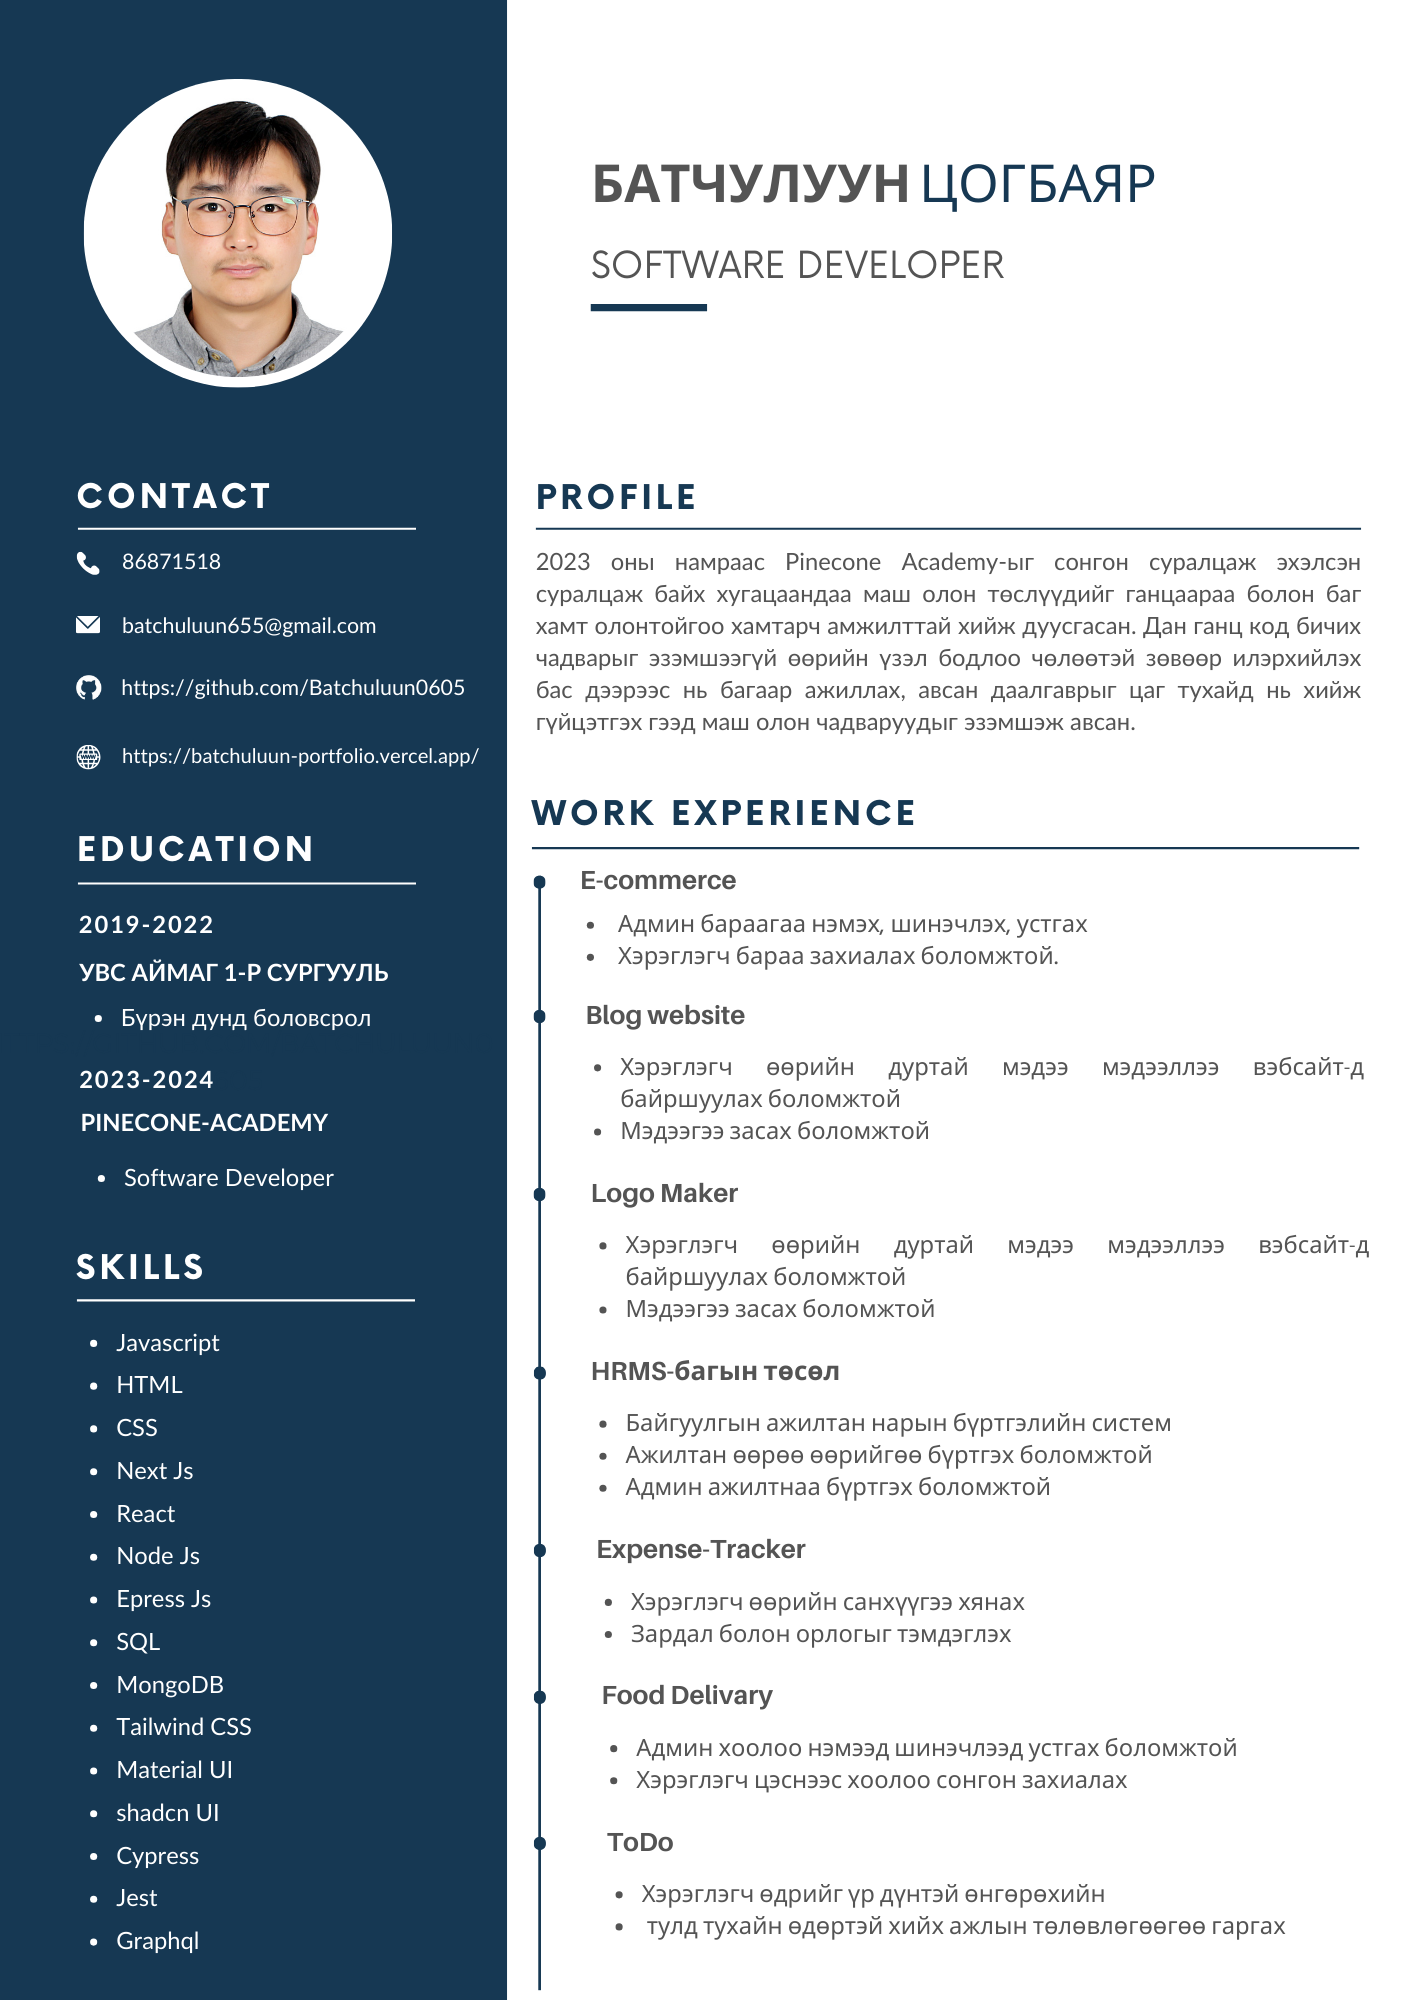 БАТЧУЛУУН ЦОГБАЯР
SOFTWARE DEVELOPER
CONTACT
86871518
batchuluun655@gmail.com
https://github.com/Batchuluun0605
https://batchuluun-portfolio.vercel.app/
EDUCATION
2019-2022
УВС АЙМАГ 1-Р СУРГУУЛЬ
• Бүрэн дунд боловсрол
2023-2024
PINECONE-ACADEMY
• Software Developer
SKILLS
• Javascript
• HTML
• CSS
• Next Js
• React
• Node Js
• Epress Js
• SQL
• MongoDB
• Tailwind CSS
• Material UI
• shadcn UI
• Cypress
• Jest
• Graphql
PROFILE
2023 оны намраас Pinecone Academy-ыг сонгон суралцаж эхэлсэн
суралцаж байх хугацаандаа маш олон төслүүдийг ганцаараа болон баг
хамт олонтойгоо хамтарч амжилттай хийж дуусгасан. Дан ганц код бичих
чадварыг эзэмшээгүй өөрийн үзэл бодлоо чөлөөтэй зөвөөр илэрхийлэх
бас дээрээс нь багаар ажиллах, авсан даалгаврыг цаг тухайд нь хийж
гүйцэтгэх гээд маш олон чадваруудыг эзэмшэж авсан.
WORK EXPERIENCE
E-commerce
• Админ бараагаа нэмэх, шинэчлэх, устгах
• Хэрэглэгч бараа захиалах боломжтой.
Blog website
• Хэрэглэгч өөрийн дуртай мэдээ мэдээллээ вэбсайт-д
байршуулах боломжтой
• Мэдээгээ засах боломжтой
Logo Maker
• Хэрэглэгч өөрийн дуртай мэдээ мэдээллээ вэбсайт-д
байршуулах боломжтой
• Мэдээгээ засах боломжтой
HRMS-багын төсөл
• Байгуулгын ажилтан нарын бүртгэлийн систем
• Ажилтан өөрөө өөрийгөө бүртгэх боломжтой
• Админ ажилтнаа бүртгэх боломжтой
Expense-Tracker
• Хэрэглэгч өөрийн санхүүгээ хянах
• Зардал болон орлогыг тэмдэглэх
Food Delivary
• Админ хоолоо нэмээд шинэчлээд устгах боломжтой
• Хэрэглэгч цэснээс хоолоо сонгон захиалах
ToDo
• Хэрэглэгч өдрийг үр дүнтэй өнгөрөхийн
• тулд тухайн өдөртэй хийх ажлын төлөвлөгөөгөө гаргах